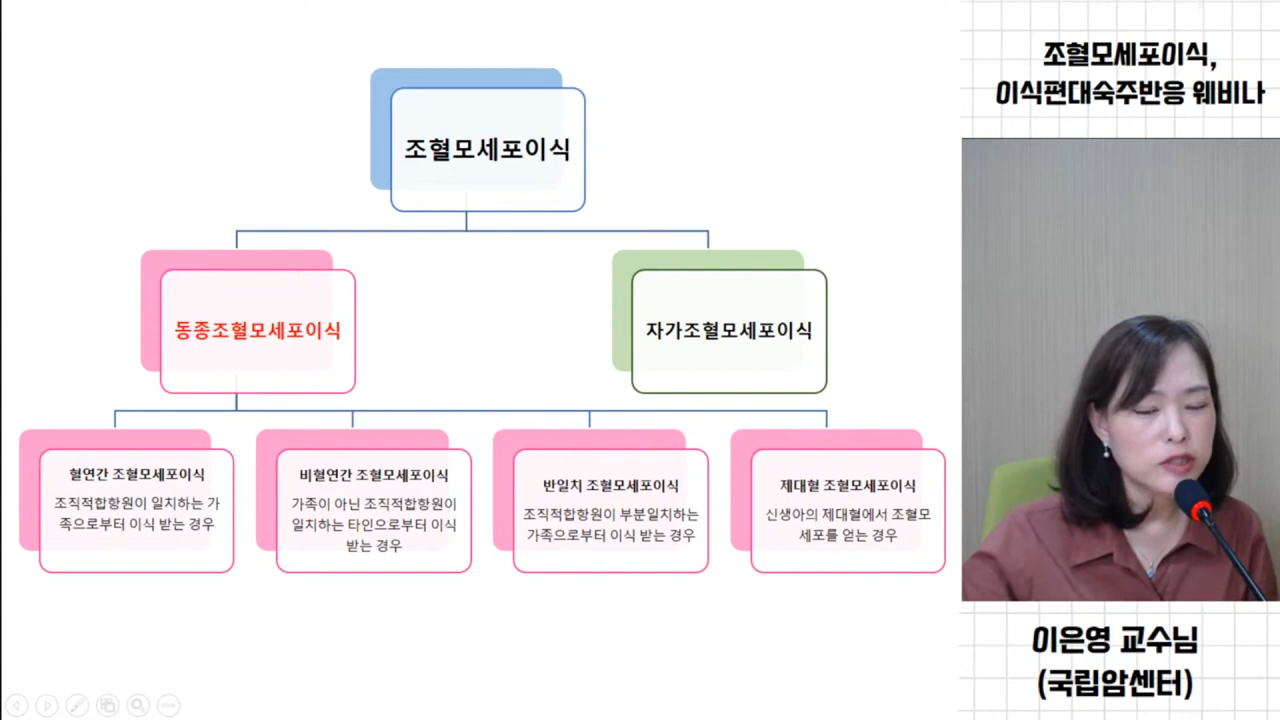 조혈모세포이식
동종조혈모세포이식
자가조혈모세포이식
혈연간 조혈모세포이식
조직적합항원이 일치하는 가
족으로부터 이식 받는 경우
비혈연간 조혈모세포이식
가족이 아닌 조직적합항원이
일치하는 타인으로부터 이식
받는 경우
반일치 조혈모세포이식
조직적합항원이 부분일치하는
가족으로부터 이식 받는 경우
제대혈 조혈모세포이식
신생아의 제대혈에서 조혈모
세포를 얻는 경우
조혈모세포이식,
이식편대숙주반응 웨비나
이은영 교수님
(국립암센터)